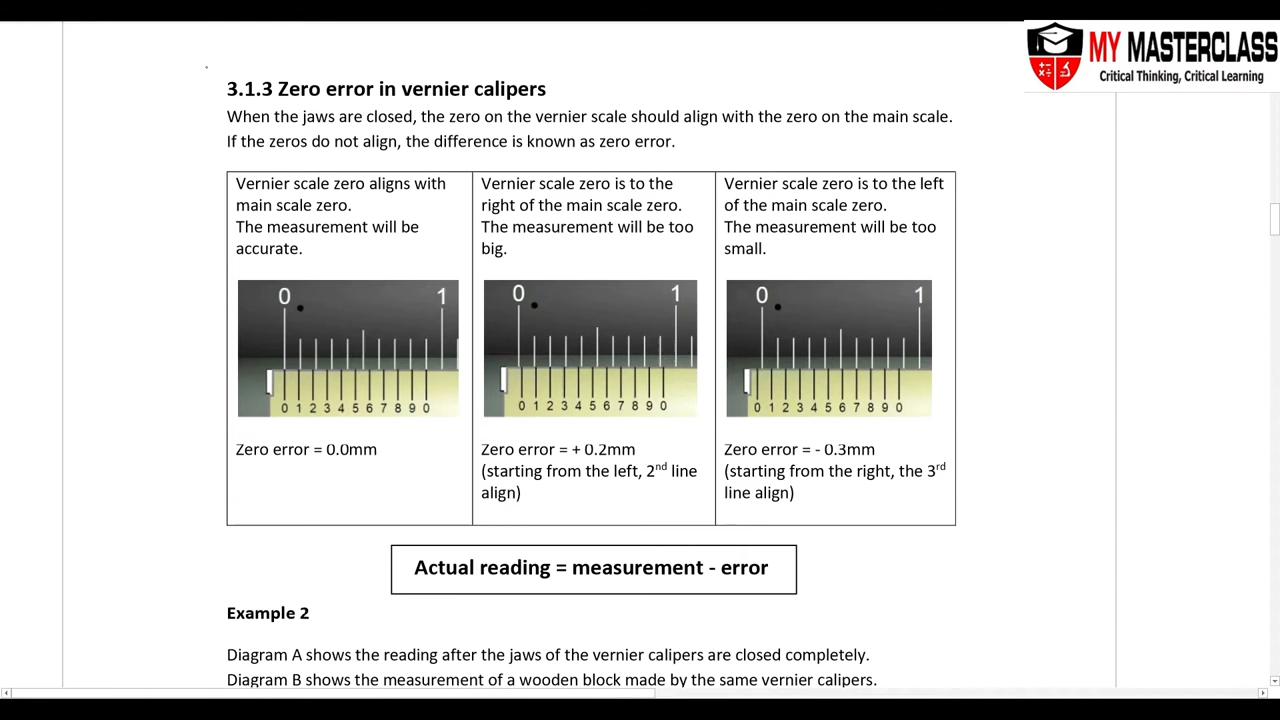 MY MASTERCLASS
Critical Thinking, Critical Learning
3.1.3 Zero error in vernier calipers
When the jaws are closed, the zero on the vernier scale should align with the zero on the main scale.
If the zeros do not align, the difference is known as zero error.
Vernier scale zero aligns with
main scale zero.
The measurement will be
accurate.
0 1
0 1 2 3 4 5 6 7 8 9 0
Zero error = 0.0mm
Vernier scale zero is to the
right of the main scale zero.
The measurement will be too
big.
0 1
0 1 2 3 4 5 6 7 8 9 0
Zero error = + 0.2mm
(starting from the left, 2nd line
align)
Vernier scale zero is to the left
of the main scale zero.
The measurement will be too
small.
0 1
0 1 2 3 4 5 6 7 8 9 0
Zero error = - 0.3mm
(starting from the right, the 3rd
line align)
Actual reading = measurement - error
Example 2
Diagram A shows the reading after the jaws of the vernier calipers are closed completely.
Diagram B shows the measurement of a wooden block made by the same vernier calipers.